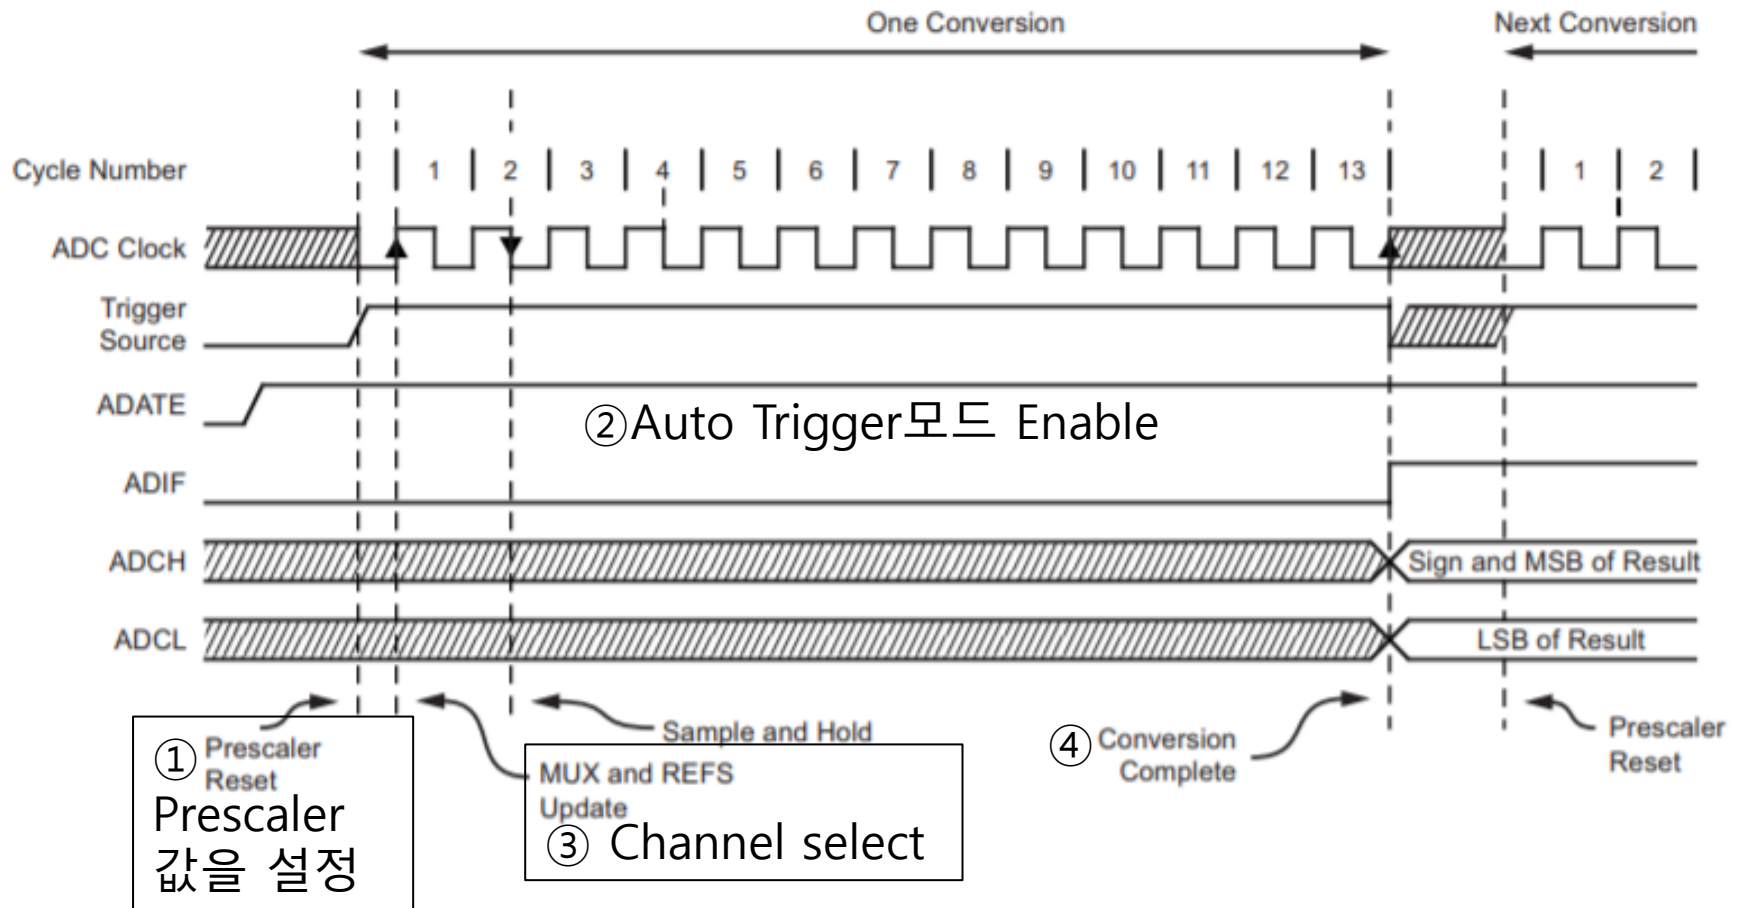 One Conversion
Next Conversion
Cycle Number
1 2 3 4 5 6 7 8 9 10 11 12 13 1 2
ADC Clock
Trigger
Source
ADATE
②Auto Trigger모드 Enable
ADIF
ADCH
Sign and MSB of Result
ADCL
LSB of Result
① Prescaler
Reset
Prescaler
값을 설정
Sample and Hold
MUX and REFS
Update
③ Channel select
④ Conversion
Complete
Prescaler
Reset